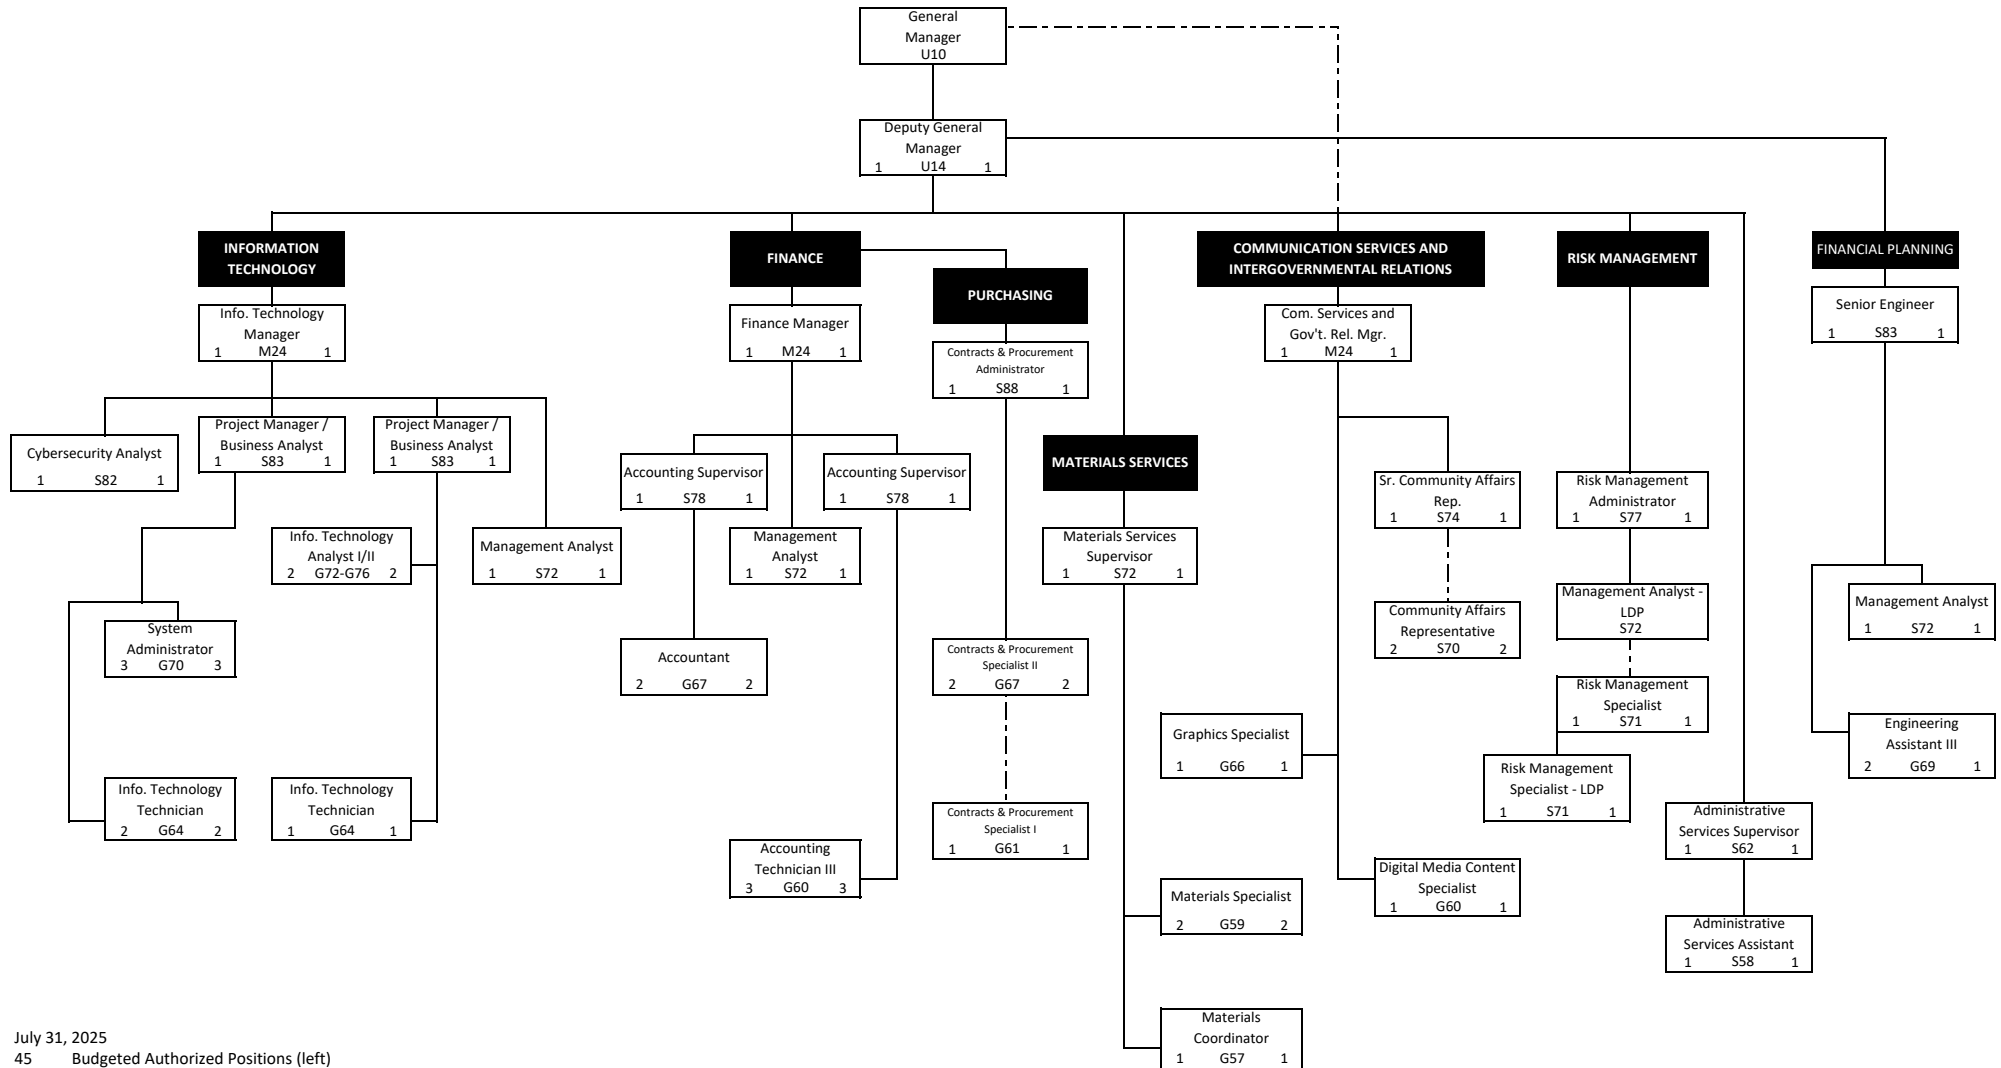 General
Manager
U10
Deputy General
Manager
1 U14 1
INFORMATION
TECHNOLOGY
Info. Technology
Manager
1 M24 1
Cybersecurity Analyst
1 S82 1
Project Manager /
Business Analyst
1 S83 1
Project Manager /
Business Analyst
1 S83 1
Info. Technology
Analyst I/II
2 G72-G76 2
Management Analyst
1 S72 1
System
Administrator
3 G70 3
Info. Technology
Technician
2 G64 2
Info. Technology
Technician
1 G64 1
FINANCE
Finance Manager
1 M24 1
Accounting Supervisor
1 S78 1
Accounting Supervisor
1 S78 1
Management
Analyst
1 S72 1
Accountant
2 G67 2
Accounting
Technician III
3 G60 3
PURCHASING
Contracts & Procurement
Administrator
1 S88 1
Contracts & Procurement
Specialist II
2 G67 2
Contracts & Procurement
Specialist I
1 G61 1
MATERIALS SERVICES
Materials Services
Supervisor
1 S72 1
Materials Specialist
2 G59 2
Materials
Coordinator
1 G57 1
COMMUNICATION SERVICES AND
INTERGOVERNMENTAL RELATIONS
Com. Services and
Gov't. Rel. Mgr.
1 M24 1
Sr. Community Affairs
Rep.
1 S74 1
Community Affairs
Representative
2 S70 2
Graphics Specialist
1 G66 1
Digital Media Content
Specialist
1 G60 1
RISK MANAGEMENT
Risk Management
Administrator
1 S77 1
Management Analyst -
LDP
S72
Risk Management
Specialist
1 S71 1
Risk Management
Specialist - LDP
1 S71 1
Administrative
Services Supervisor
1 S62 1
Administrative
Services Assistant
1 S58 1
FINANCIAL PLANNING
Senior Engineer
1 S83 1
Management Analyst
1 S72 1
Engineering
Assistant III
2 G69 1
July 31, 2025
45 Budgeted Authorized Positions (left)